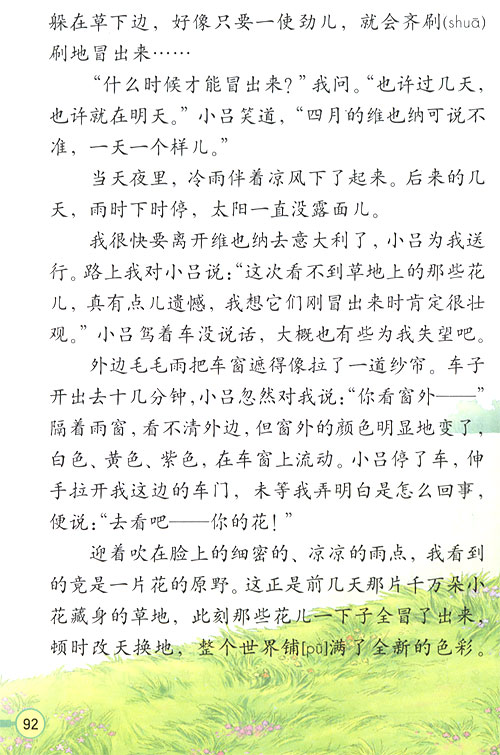 躲在草下边，好像只要一使劲儿，就会齐刷(shuā)
刷地冒出来……
“什么时候才能冒出来？”我问。“也许过几天，
也许就在明天。”小吕笑道，“四月的维也纳可说不
准，一天一个样儿。”
当天夜里，冷雨伴着凉风下了起来。后来的几
天，雨时下时停，太阳一直没露面儿。
我很快要离开维也纳去意大利了，小吕为我送
行。路上我对小吕说：“这次看不到草地上的那些花
儿，真有点儿遗憾，我想它们刚冒出来时肯定很壮
观。”小吕驾着车没说话，大概也有些为我失望吧。
外边毛毛雨把车窗遮得像拉了一道纱帘。车子
开出去十几分钟，小吕忽然对我说：“你看窗外——”
隔着雨窗，看不清外边，但窗外的颜色明显地变了，
白色、黄色、紫色，在车窗上流动。小吕停了车，伸
手拉开我这边的车门，未等我弄明白是怎么回事，
便说：“去看吧——你的花！”
迎着吹在脸上的细密的、凉凉的雨点，我看到
的竟是一片花的原野。这正是前几天那片千万朵小
花藏身的草地，此刻那些花儿一下子全冒了出来，
顿时改天换地，整个世界铺[pū]满了全新的色彩。
92